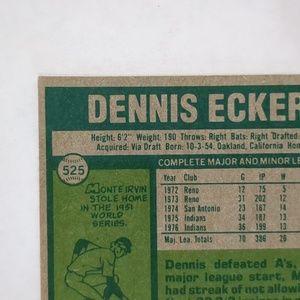 DENNIS ECKER
Height: 6'2" Weight: 190 Throws: Right Bats: Right Drafted
Acquired: Via Draft Born: 10-3-54, Oakland, California Hom
525
COMPLETE MAJOR AND MINOR LE
Year Club G IP W
1972 Reno 12 75 5
1973 Reno 31 202 12
1974 San Antonio 23 167 14
1975 Indians 34 187 13
1976 Indians 36 199 13
Maj. Lea. Totals 70 386 26
MONTE IRVIN
STOLE HOME
IN THE 1951
WORLD
SERIES.
Dennis defeated A's,
major league start, M
had streak of not allow